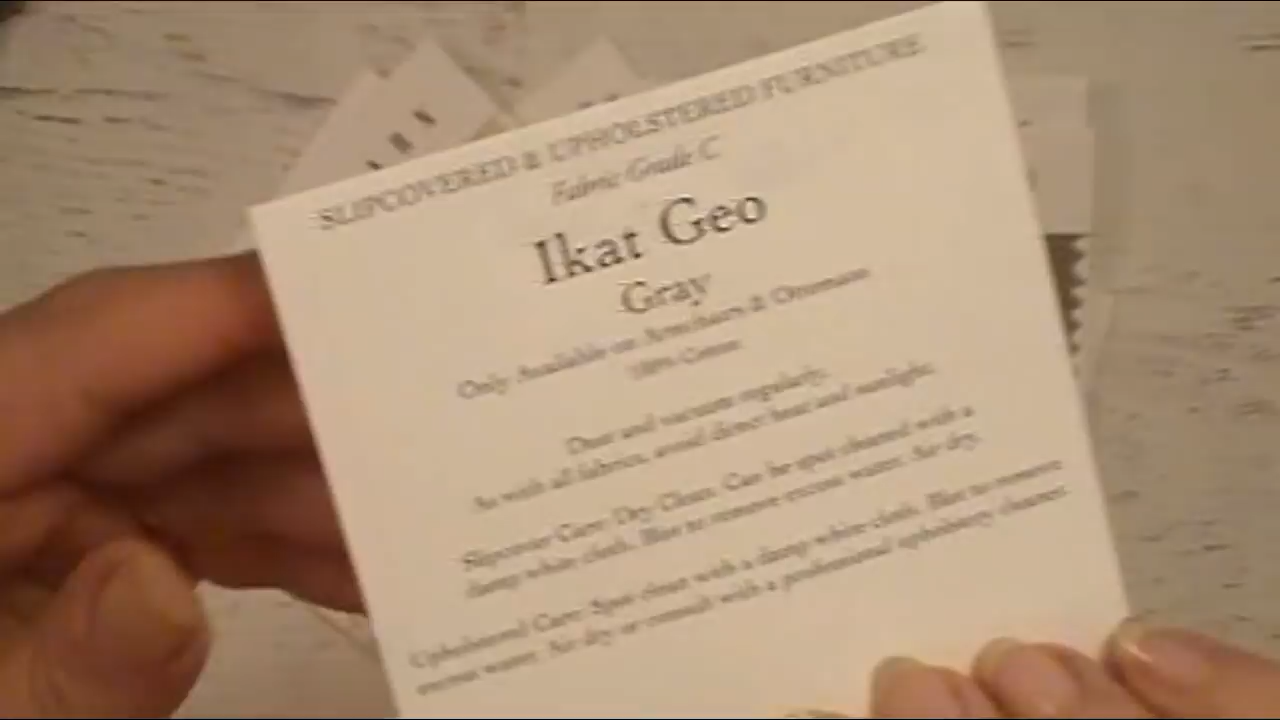 SLIPCOVERED & UPHOLSTERED FURNITURE
Fabric Grade C
Ikat Geo
Gray
Only Available on Armchairs & Ottomans
100% Cotton
Dust and vacuum regularly.
As with all fabrics, avoid direct heat and sunlight.
Slipcover Care: Dry Clean. Can be spot cleaned with a
damp white cloth. Blot to remove excess water. Air dry.
Upholstered Care: Spot clean with a damp white cloth. Blot to remove
excess water. Air dry or consult with a professional upholstery cleaner.